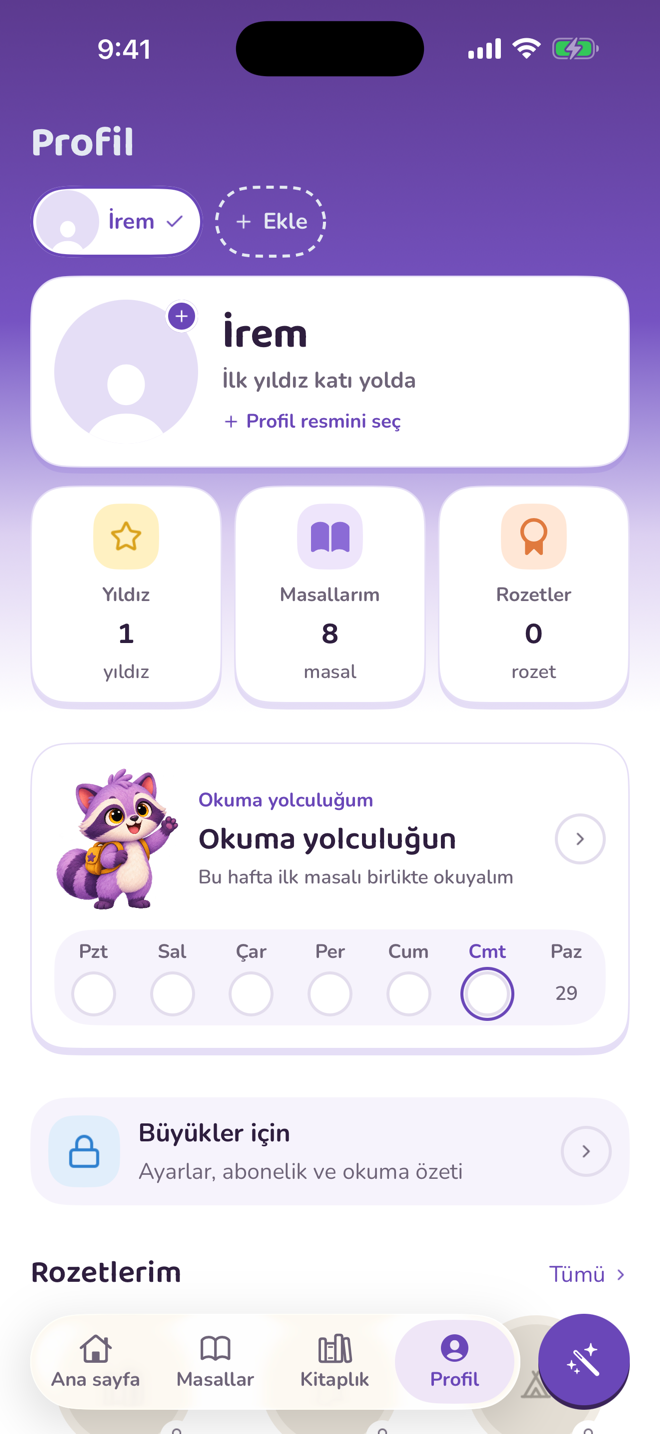 9:41
Profil
İrem
Ekle
İrem
İlk yıldız katı yolda
+ Profil resmini seç
Yıldız
1
yıldız
Masallarım
8
masal
Rozetler
0
rozet
Okuma yolculuğum
Okuma yolculuğun
Bu hafta ilk masalı birlikte okuyalım
Pzt Sal Çar Per Cum Cmt Paz
29
Büyükler için
Ayarlar, abonelik ve okuma özeti
Rozetlerim
Tümü
Ana sayfa
Masallar
Kitaplık
Profil